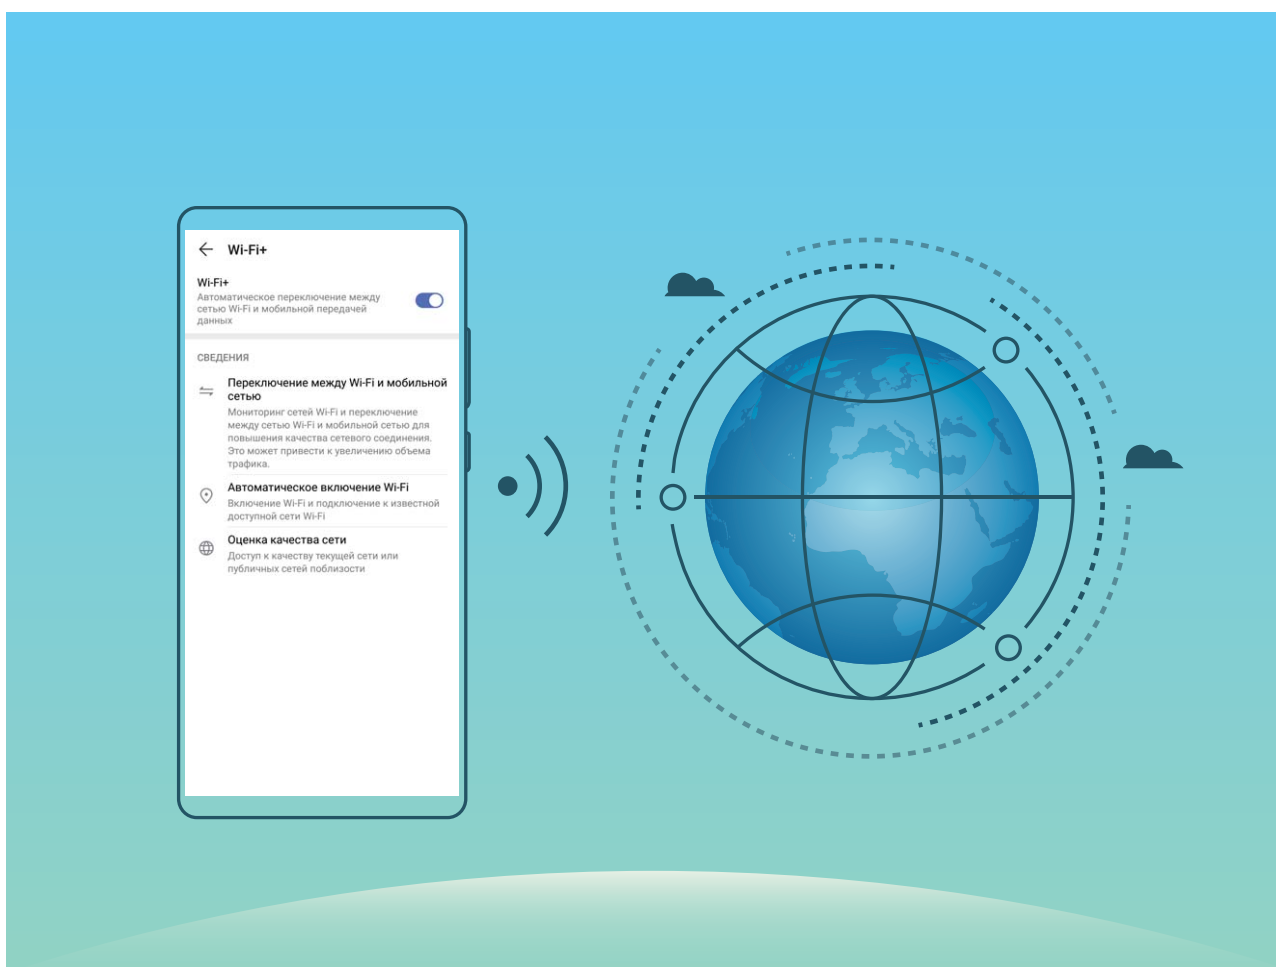 Wi-Fi+
Wi-Fi+
Автоматическое переключение между
сетью Wi-Fi и мобильной передачей
данных
СВЕДЕНИЯ
Переключение между Wi-Fi и мобильной
сетью
Мониторинг сетей Wi-Fi и переключение
между сетью Wi-Fi и мобильной сетью для
повышения качества сетевого соединения.
Это может привести к увеличению объема
трафика.
Автоматическое включение Wi-Fi
Включение Wi-Fi и подключение к известной
доступной сети Wi-Fi
Оценка качества сети
Доступ к качеству текущей сети или
публичных сетей поблизости